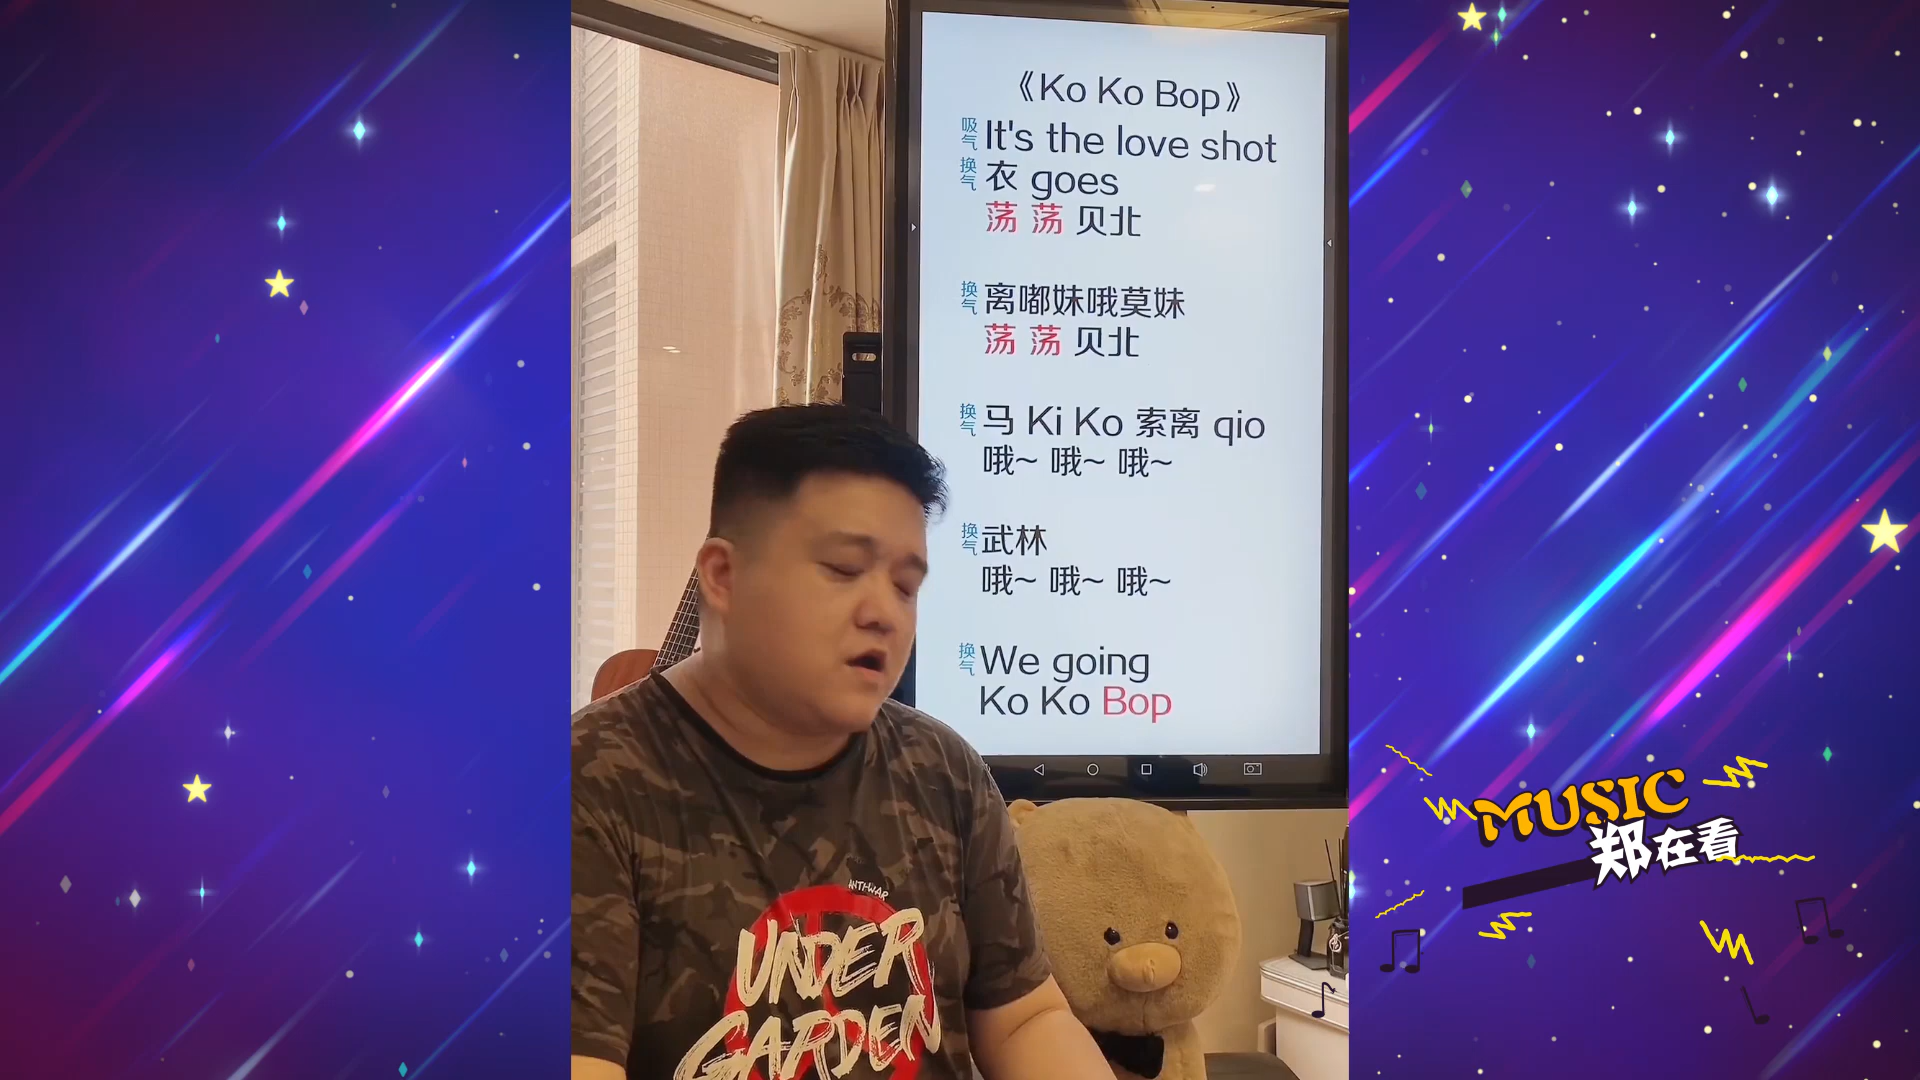 《Ko Ko Bop》
吸气 It's the love shot
换气 衣 goes
荡 荡 贝北
换气 离嘟妹哦莫妹
荡 荡 贝北
换气 马 Ki Ko 索离 qio
哦~ 哦~ 哦~
换气 武林
哦~ 哦~ 哦~
换气 We going
Ko Ko Bop
ANTI-WAR
UNDER
GARDEN
MUSIC
郑在看